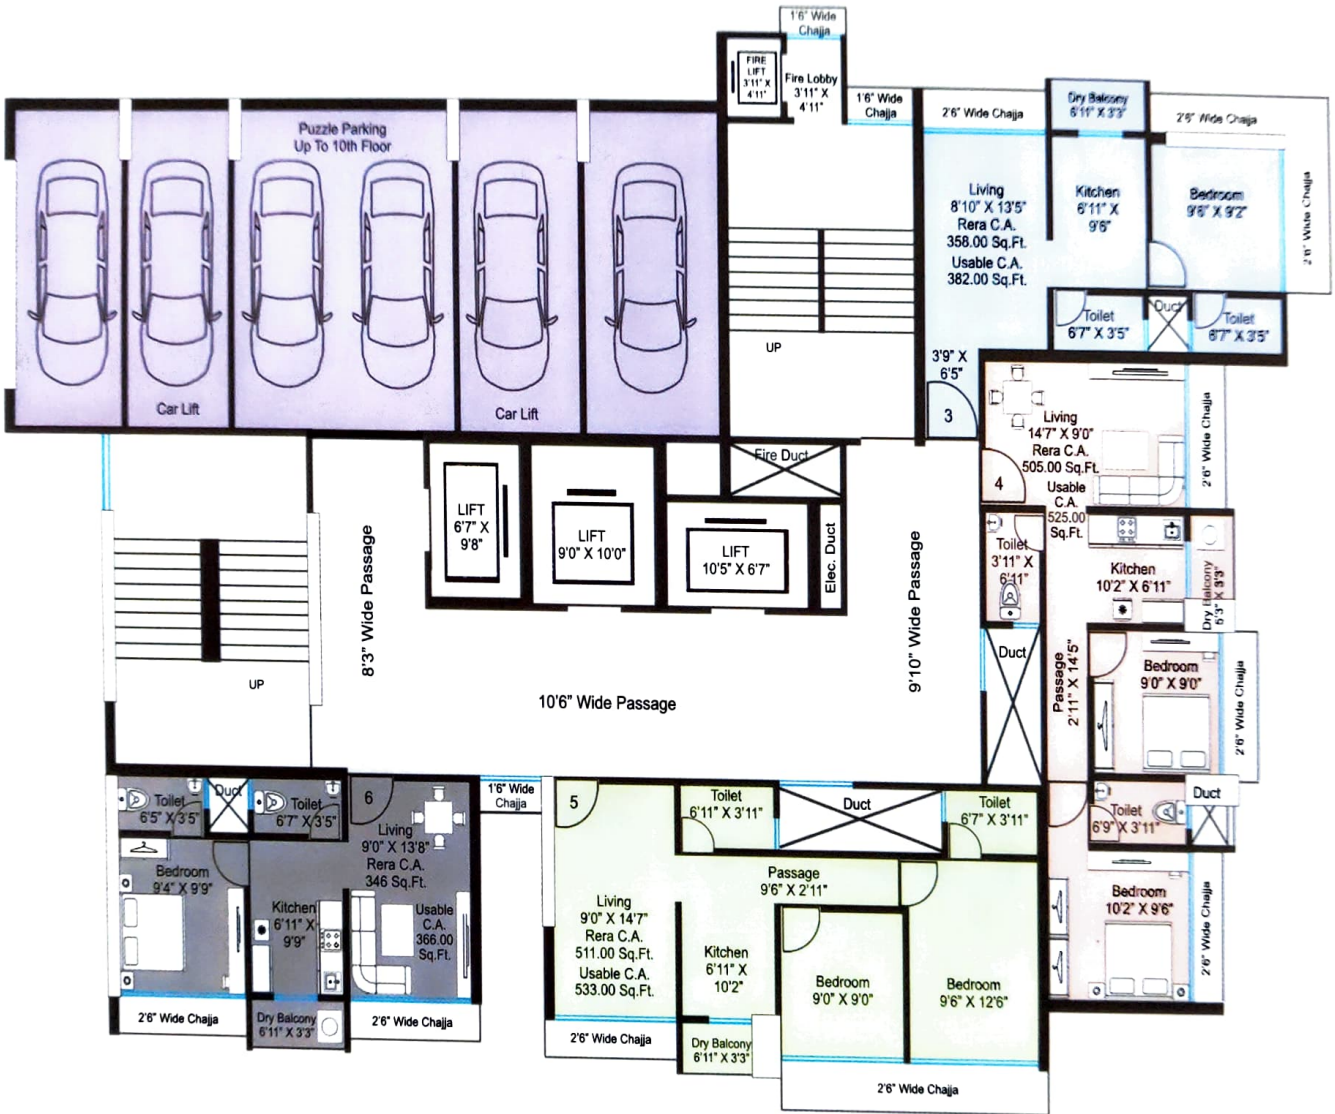 1'6" Wide
Chajja
FIRE
LIFT
3'11" X
4'11"
Fire Lobby
3'11" X
4'11"
1'6" Wide
Chajja
2'6" Wide Chajja
Dry Balcony
6'11" X 3'3"
2'6" Wide Chajja
2'6" Wide Chajja
Puzzle Parking
Up To 10th Floor
Car Lift
Car Lift
UP
Living
8'10" X 13'5"
Rera C.A.
358.00 Sq.Ft.
Usable C.A.
382.00 Sq.Ft.
Kitchen
6'11" X
9'6"
Bedroom
9'6" X 9'2"
Toilet
6'7" X 3'5"
Duct
Toilet
6'7" X 3'5"
3'9" X
6'5"
3
Living
14'7" X 9'0"
Rera C.A.
505.00 Sq.Ft.
Usable
C.A.
525.00
Sq.Ft.
4
2'6" Wide Chajja
Fire Duct
LIFT
6'7" X
9'8"
LIFT
9'0" X 10'0"
LIFT
10'5" X 6'7"
Elec. Duct
8'3" Wide Passage
9'10" Wide Passage
10'6" Wide Passage
UP
Toilet
3'11" X
6'11"
Kitchen
10'2" X 6'11"
Dry Balcony
5'3" X 3'3"
Duct
Passage
2'11" X 14'5"
Bedroom
9'0" X 9'0"
2'6" Wide Chajja
Toilet
6'9" X 3'11"
Duct
Bedroom
10'2" X 9'6"
2'6" Wide Chajja
Toilet
6'5" X 3'5"
Duct
Toilet
6'7" X 3'5"
6
Living
9'0" X 13'8"
Rera C.A.
346 Sq.Ft.
Usable
C.A.
366.00
Sq.Ft.
Bedroom
9'4" X 9'9"
Kitchen
6'11" X
9'9"
2'6" Wide Chajja
Dry Balcony
6'11" X 3'3"
2'6" Wide Chajja
1'6" Wide
Chajja
5
Toilet
6'11" X 3'11"
Duct
Toilet
6'7" X 3'11"
Passage
9'6" X 2'11"
Living
9'0" X 14'7"
Rera C.A.
511.00 Sq.Ft.
Usable C.A.
533.00 Sq.Ft.
Kitchen
6'11" X
10'2"
Bedroom
9'0" X 9'0"
Bedroom
9'6" X 12'6"
2'6" Wide Chajja
Dry Balcony
6'11" X 3'3"
2'6" Wide Chajja